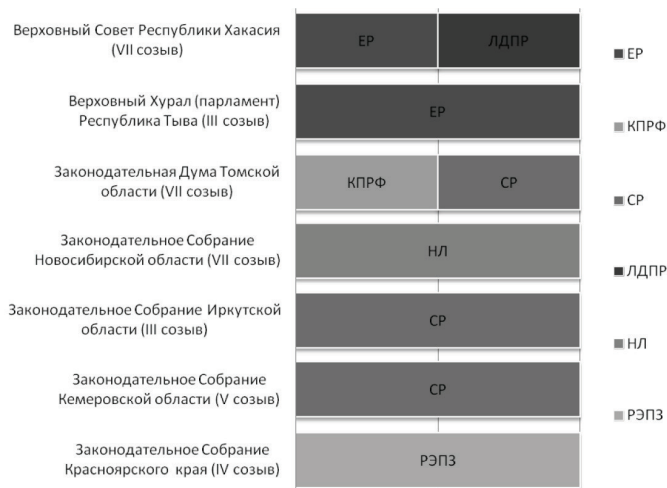 Верховный Совет Республики Хакасия
(VII созыв)
ЕР
ЛДПР
Верховный Хурал (парламент)
Республика Тыва (III созыв)
ЕР
Законодательная Дума Томской
области (VII созыв)
КПРФ
СР
Законодательное Собрание
Новосибирской области (VII созыв)
НЛ
Законодательное Собрание Иркутской
области (III созыв)
СР
Законодательное Собрание
Кемеровской области (V созыв)
СР
Законодательное Собрание
Красноярского края (IV созыв)
РЭПЗ
ЕР
КПРФ
СР
ЛДПР
НЛ
РЭПЗ